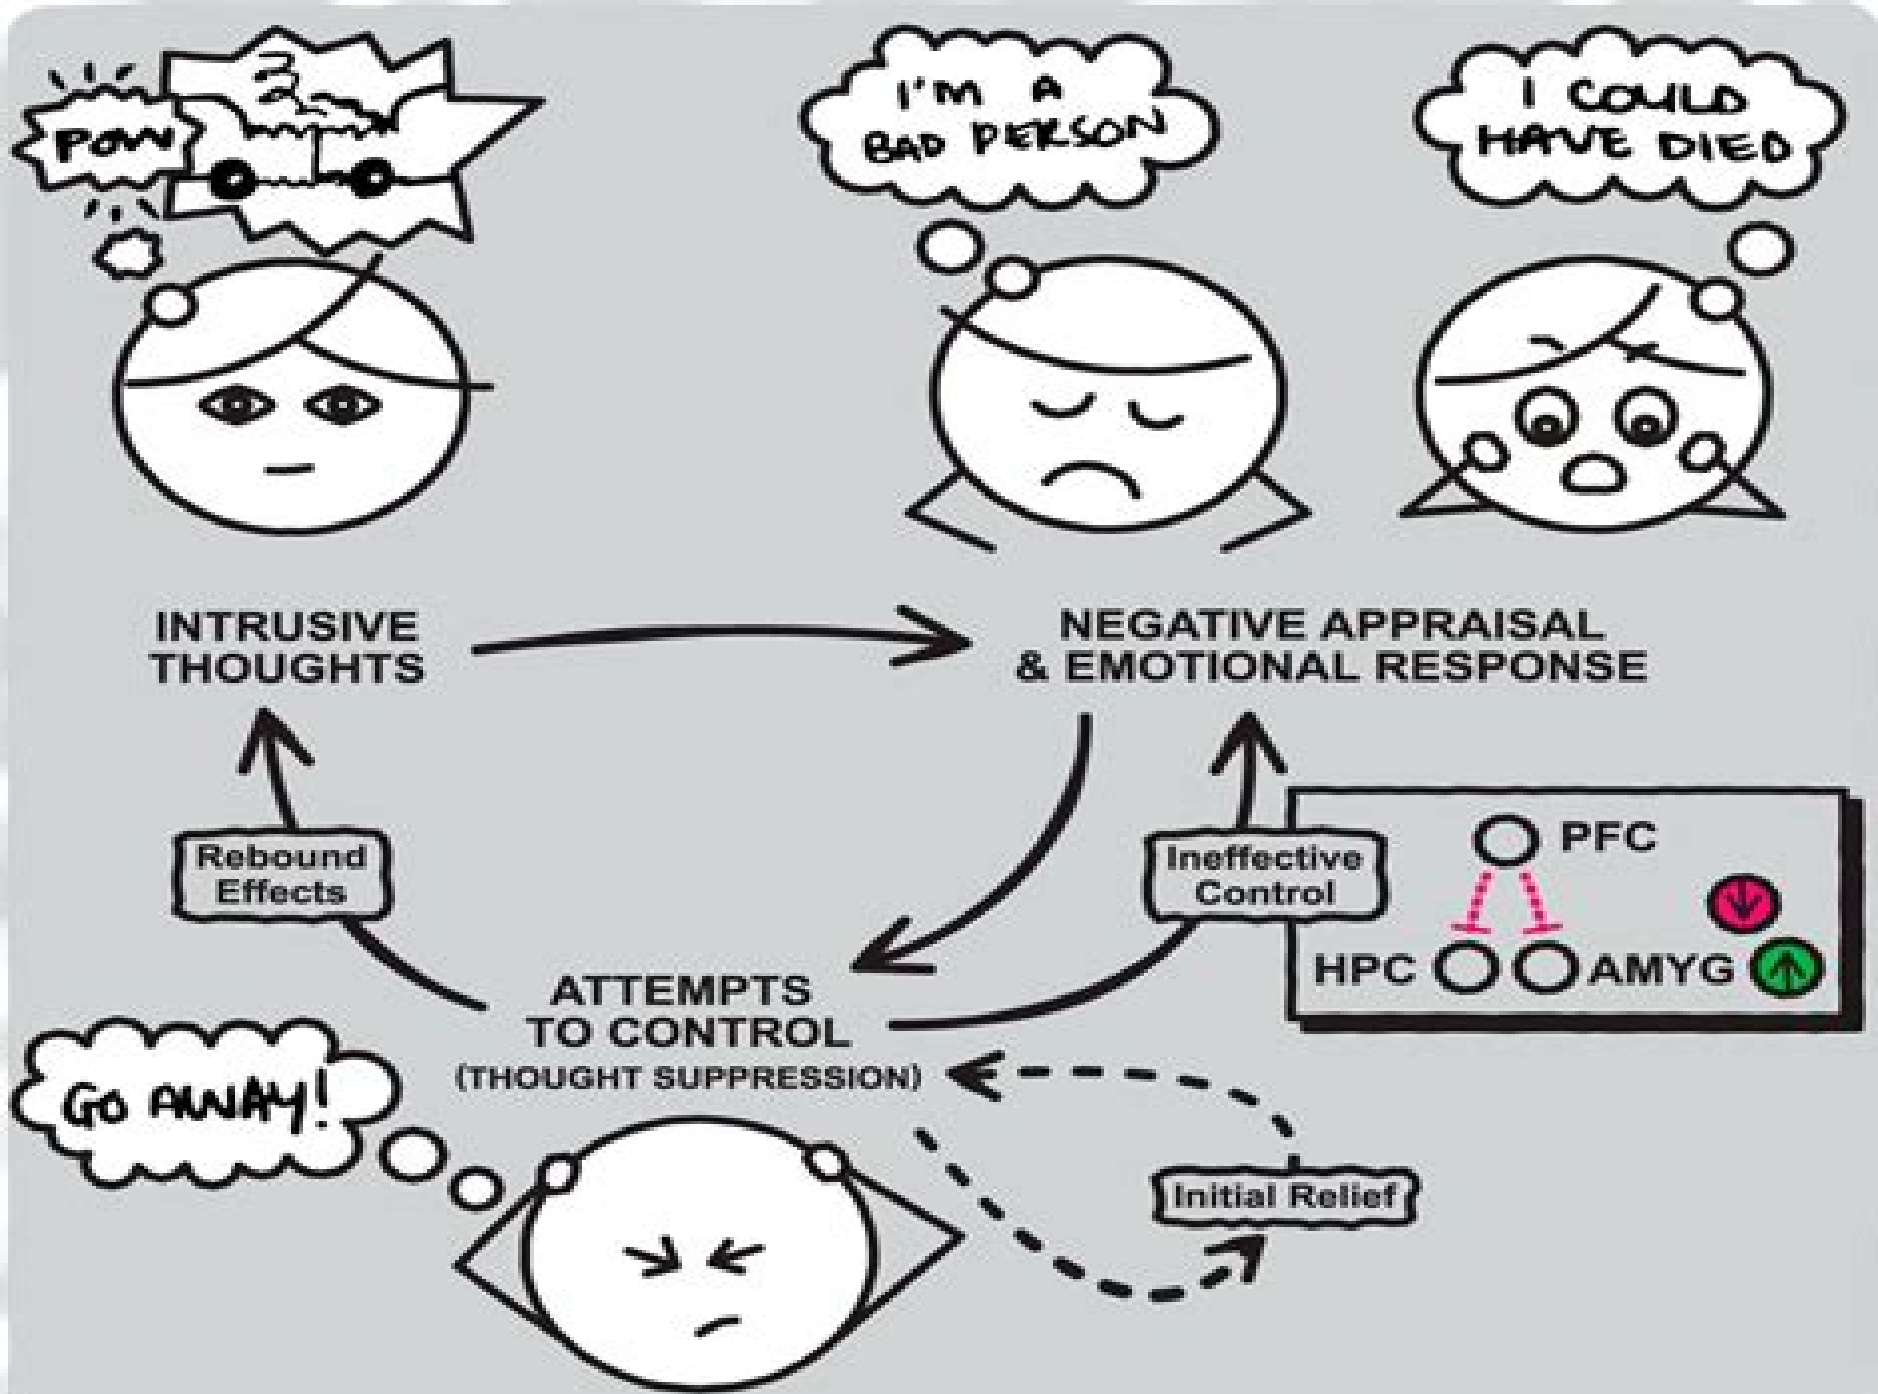 POW
I'M A
BAD PERSON
I COULD
HAVE DIED
INTRUSIVE
THOUGHTS
NEGATIVE APPRAISAL
& EMOTIONAL RESPONSE
Rebound
Effects
Ineffective
Control
PFC
HPC
AMYG
ATTEMPTS
TO CONTROL
(THOUGHT SUPPRESSION)
GO AWAY!
Initial Relief